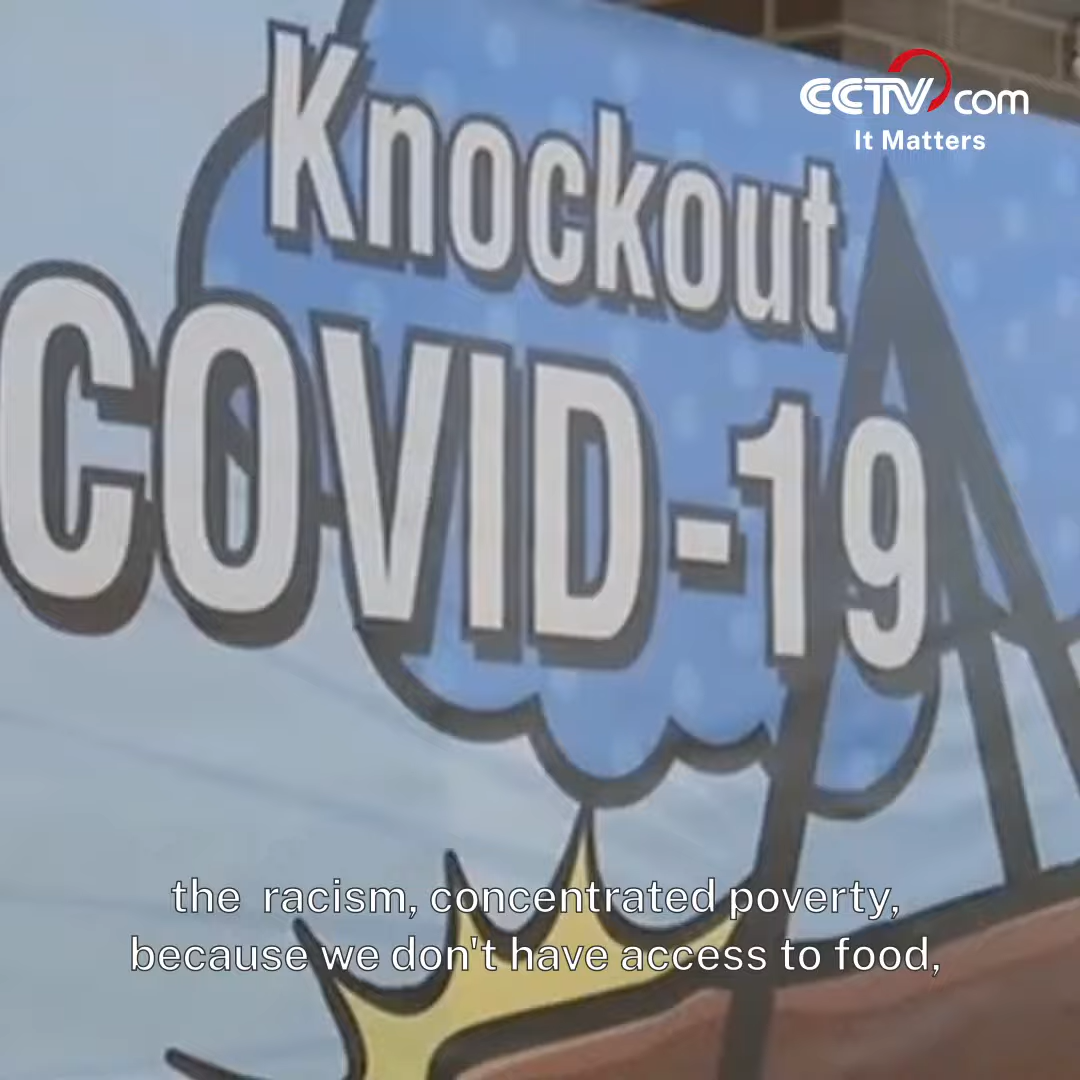 CCTV.com
It Matters
Knockout
COVID-19
the racism, concentrated poverty,
because we don't have access to food,